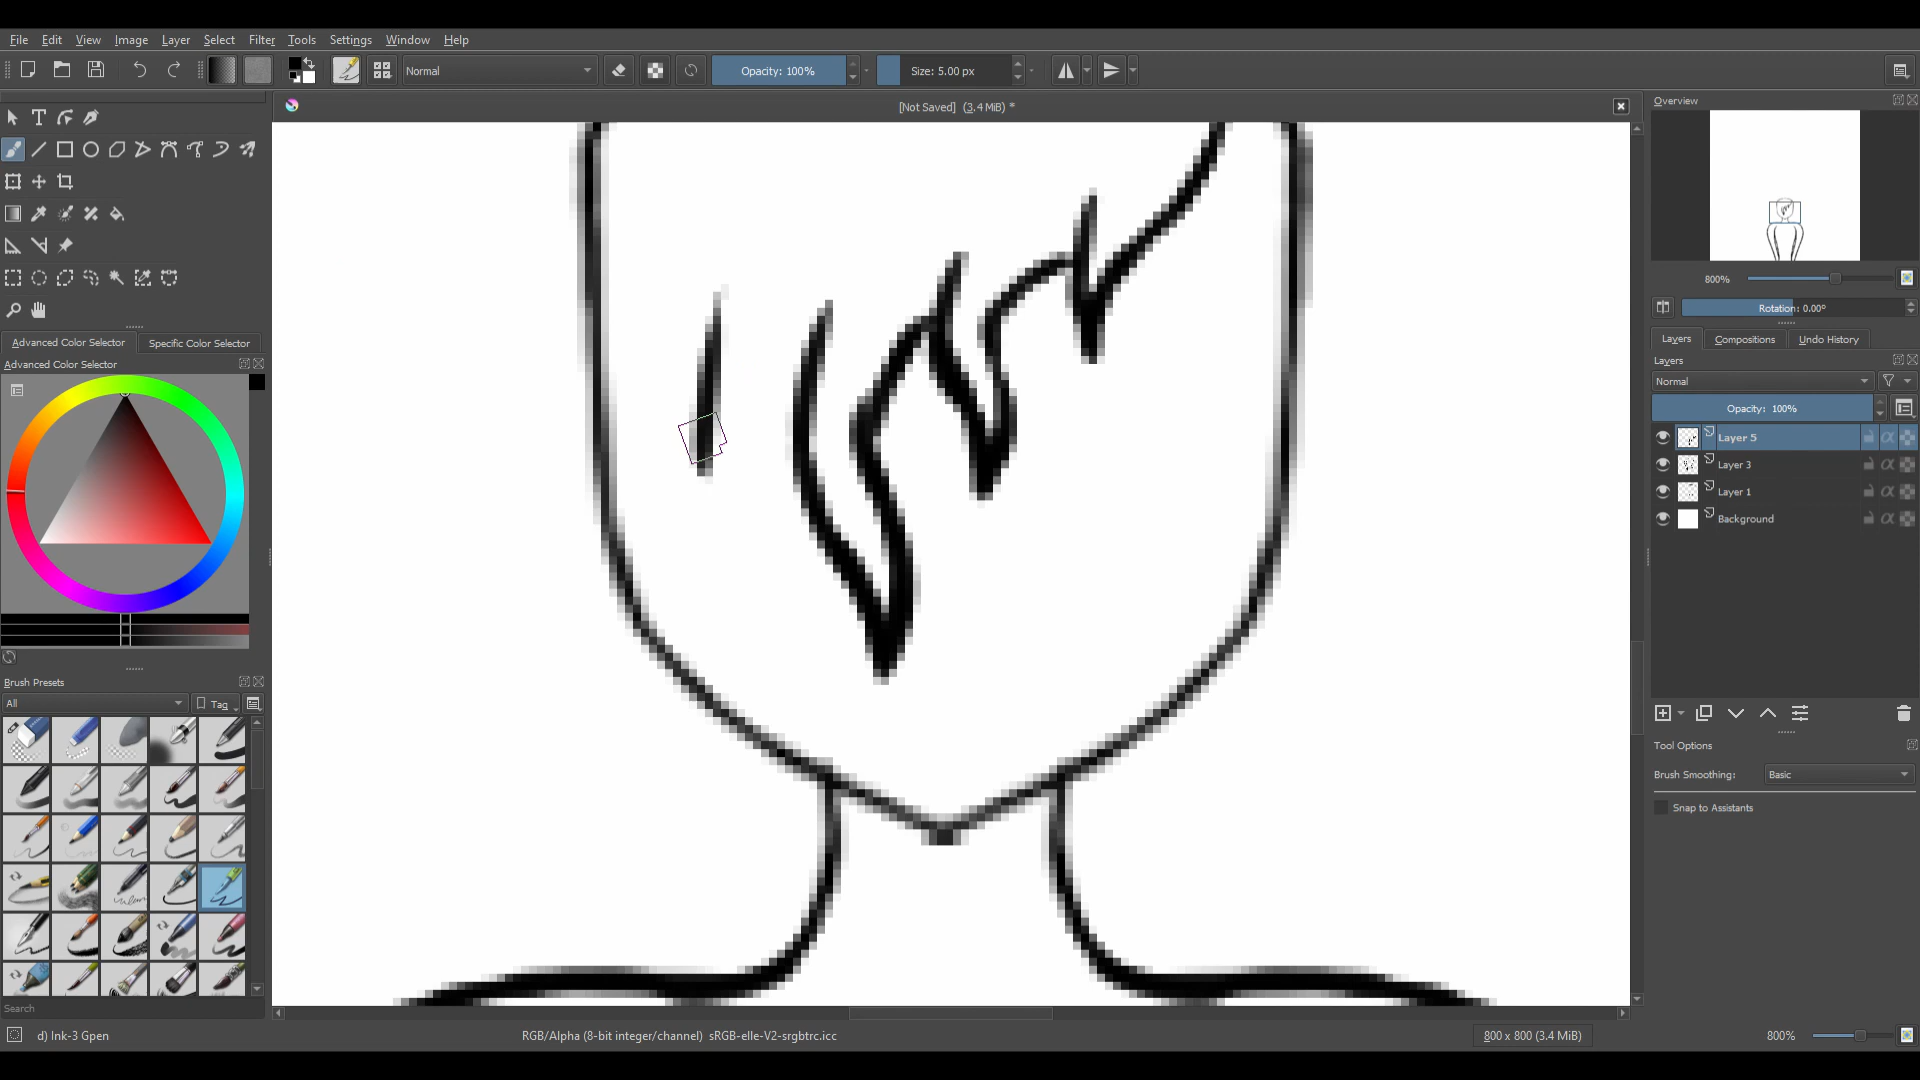 File Edit View Image Layer Select Filter Tools Settings Window Help
Normal
Opacity: 100%
Size: 5.00 px
[Not Saved] (3.4 MiB) *
Overview
800%
Rotation: 0.00°
Advanced Color Selector
Specific Color Selector
Advanced Color Selector
Layers
Compositions
Undo History
Layers
Normal
Opacity: 100%
Layer 5
Layer 3
Layer 1
Background
Brush Presets
All
Tag
Tool Options
Brush Smoothing:
Basic
Snap to Assistants
Search
d) Ink-3 Gpen
RGB/Alpha (8-bit integer/channel) sRGB-elle-V2-srgbtrc.icc
800 x 800 (3.4 MiB)
800%